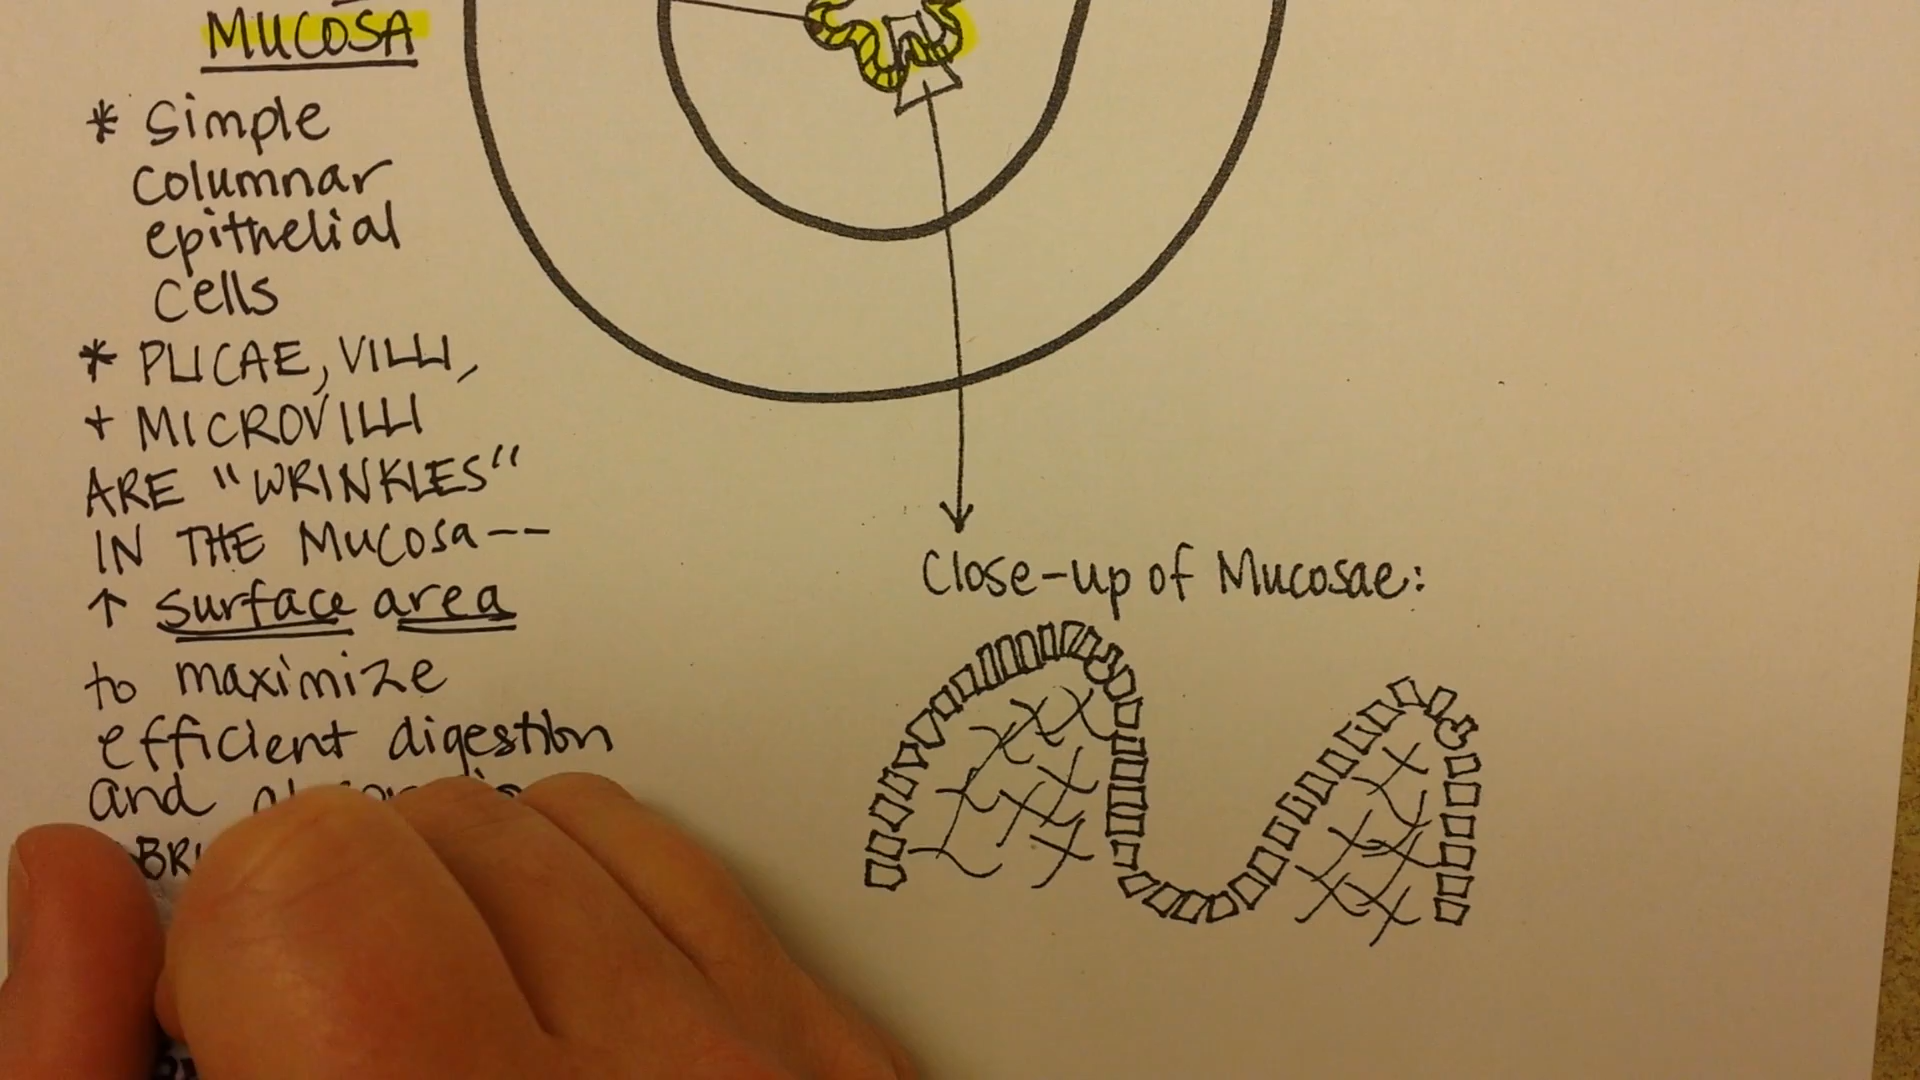 MUCOSA
* Simple
columnar
epithelial
cells
* PLICAE, VILLI,
+ MICROVILLI
ARE "WRINKLES"
IN THE Mucosa--
↑ surface area
to maximize
efficient digestion
and
Close-up of Mucosae: